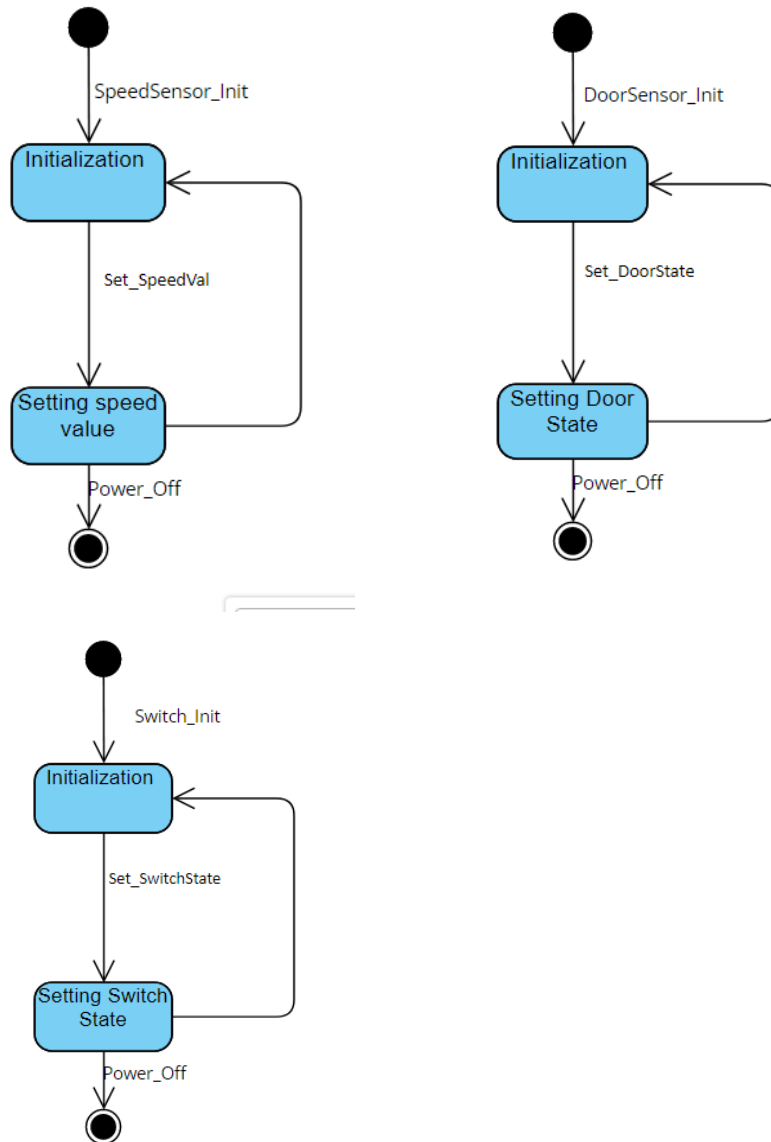 SpeedSensor_Init
Initialization
Set_SpeedVal
Setting speed
value
Power_Off
DoorSensor_Init
Initialization
Set_DoorState
Setting Door
State
Power_Off
Switch_Init
Initialization
Set_SwitchState
Setting Switch
State
Power_Off